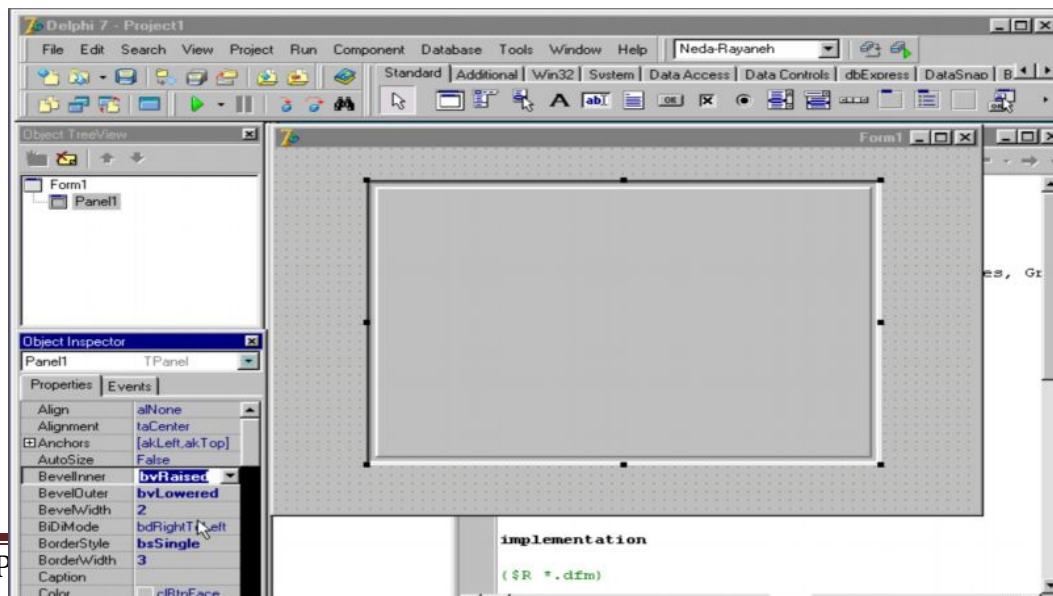 Delphi 7 - Project1
File Edit Search View Project Run Component Database Tools Window Help Neda-Rayaneh
Standard Additional Win32 System Data Access Data Controls dbExpress DataSnap B
Object TreeView
Form1
Form1
Panel1
es, Gr
Object Inspector
Panel1 TPanel
Properties Events
Align alNone
Alignment taCenter
Anchors [akLeft,akTop]
AutoSize False
BevelInner bvRaised
BevelOuter bvLowered
BevelWidth 2
BiDiMode bdRightToLeft
BorderStyle bsSingle
BorderWidth 3
Caption
Color clBtnFace
implementation
{$R *.dfm}
P